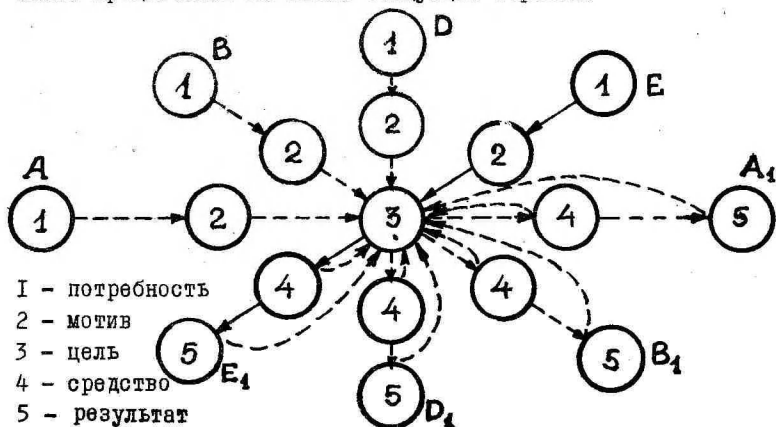 1 D
B
1 1 E
2
2 2
A A₁
1 2 3 4 5
4 4 4
I - потребность
2 - мотив
3 - цель
4 - средство
5 - результат
5 E₁
5 B₁
5 D₁